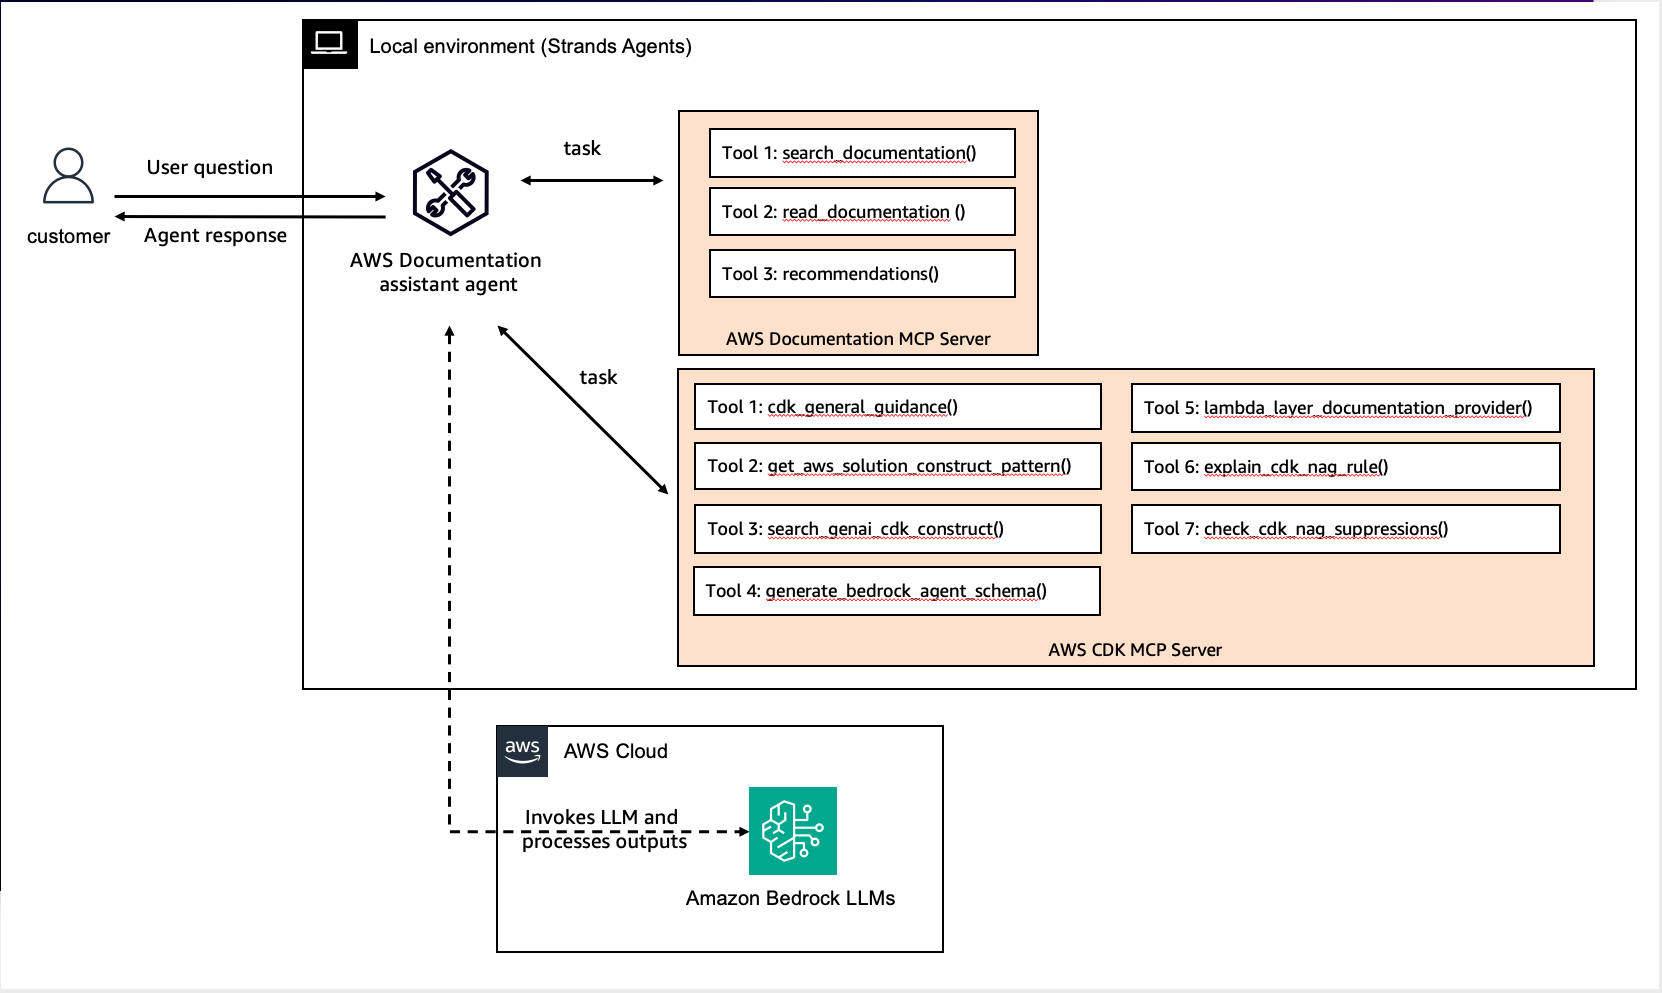 Local environment (Strands Agents)
User question
customer
Agent response
AWS Documentation
assistant agent
task
Tool 1: search_documentation()
Tool 2: read_documentation ()
Tool 3: recommendations()
AWS Documentation MCP Server
task
Tool 1: cdk_general_guidance()
Tool 2: get_aws_solution_construct_pattern()
Tool 3: search_genai_cdk_construct()
Tool 4: generate_bedrock_agent_schema()
Tool 5: lambda_layer_documentation_provider()
Tool 6: explain_cdk_nag_rule()
Tool 7: check_cdk_nag_suppressions()
AWS CDK MCP Server
aws
AWS Cloud
Invokes LLM and
processes outputs
Amazon Bedrock LLMs